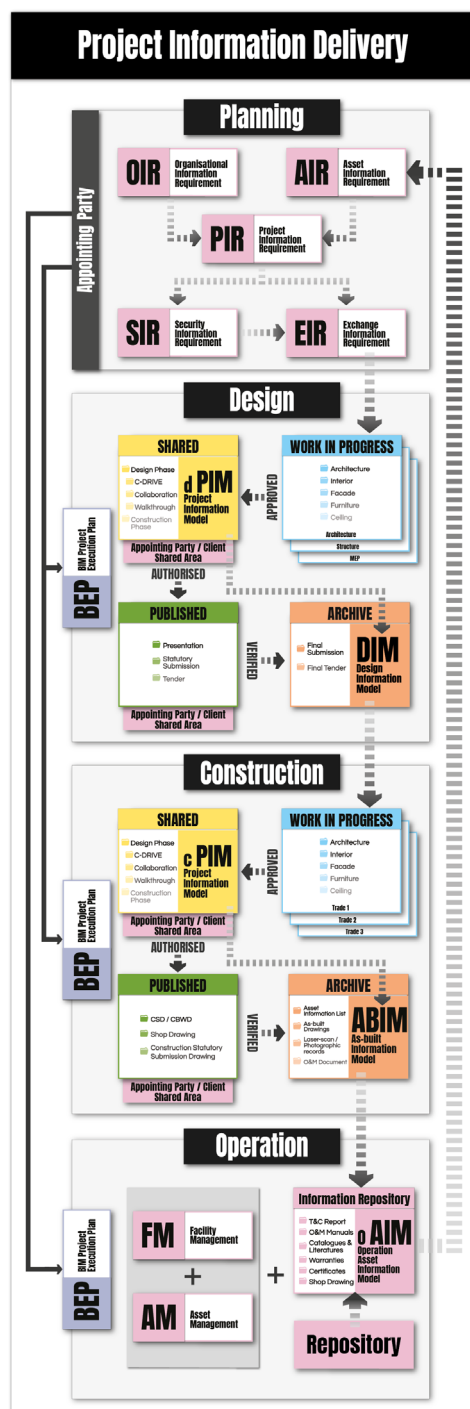 Project Information Delivery
Planning
Appointing Party
OIR
Organisational
Information
Requirement
AIR
Asset
Information
Requirement
PIR
Project
Information
Requirement
SIR
Security
Information
Requirement
EIR
Exchange
Information
Requirement
Design
BEP
BIM Project
Execution Plan
SHARED
Design Phase
C-DRIVE
Collaboration
Walkthrough
Construction
Phase
d PIM
Project
Information
Model
Appointing Party / Client
Shared Area
APPROVED
WORK IN PROGRESS
Architecture
Interior
Facade
Furniture
Ceiling
Architecture
Structure
MEP
AUTHORISED
PUBLISHED
Presentation
Statutory
Submission
Tender
Appointing Party / Client
Shared Area
VERIFIED
ARCHIVE
Final
Submission
Final Tender
DIM
Design
Information
Model
Construction
BEP
BIM Project
Execution Plan
SHARED
Design Phase
C-DRIVE
Collaboration
Walkthrough
Construction
Phase
c PIM
Project
Information
Model
Appointing Party / Client
Shared Area
APPROVED
WORK IN PROGRESS
Architecture
Interior
Facade
Furniture
Ceiling
Trade 1
Trade 2
Trade 3
AUTHORISED
PUBLISHED
CSD / CBWD
Shop Drawing
Construction Statutory
Submission Drawing
Appointing Party / Client
Shared Area
VERIFIED
ARCHIVE
Asset
Information List
As-built
Drawings
Laser-scan /
Photographic
records
O&M Document
ABIM
As-built
Information
Model
Operation
BEP
BIM Project
Execution Plan
FM
Facility
Management
+
AM
Asset
Management
+
Information Repository
T&C Report
O&M Manuals
Catalogues &
Literatures
Warranties
Certificates
Shop Drawing
o AIM
Operation
Asset
Information
Model
Repository